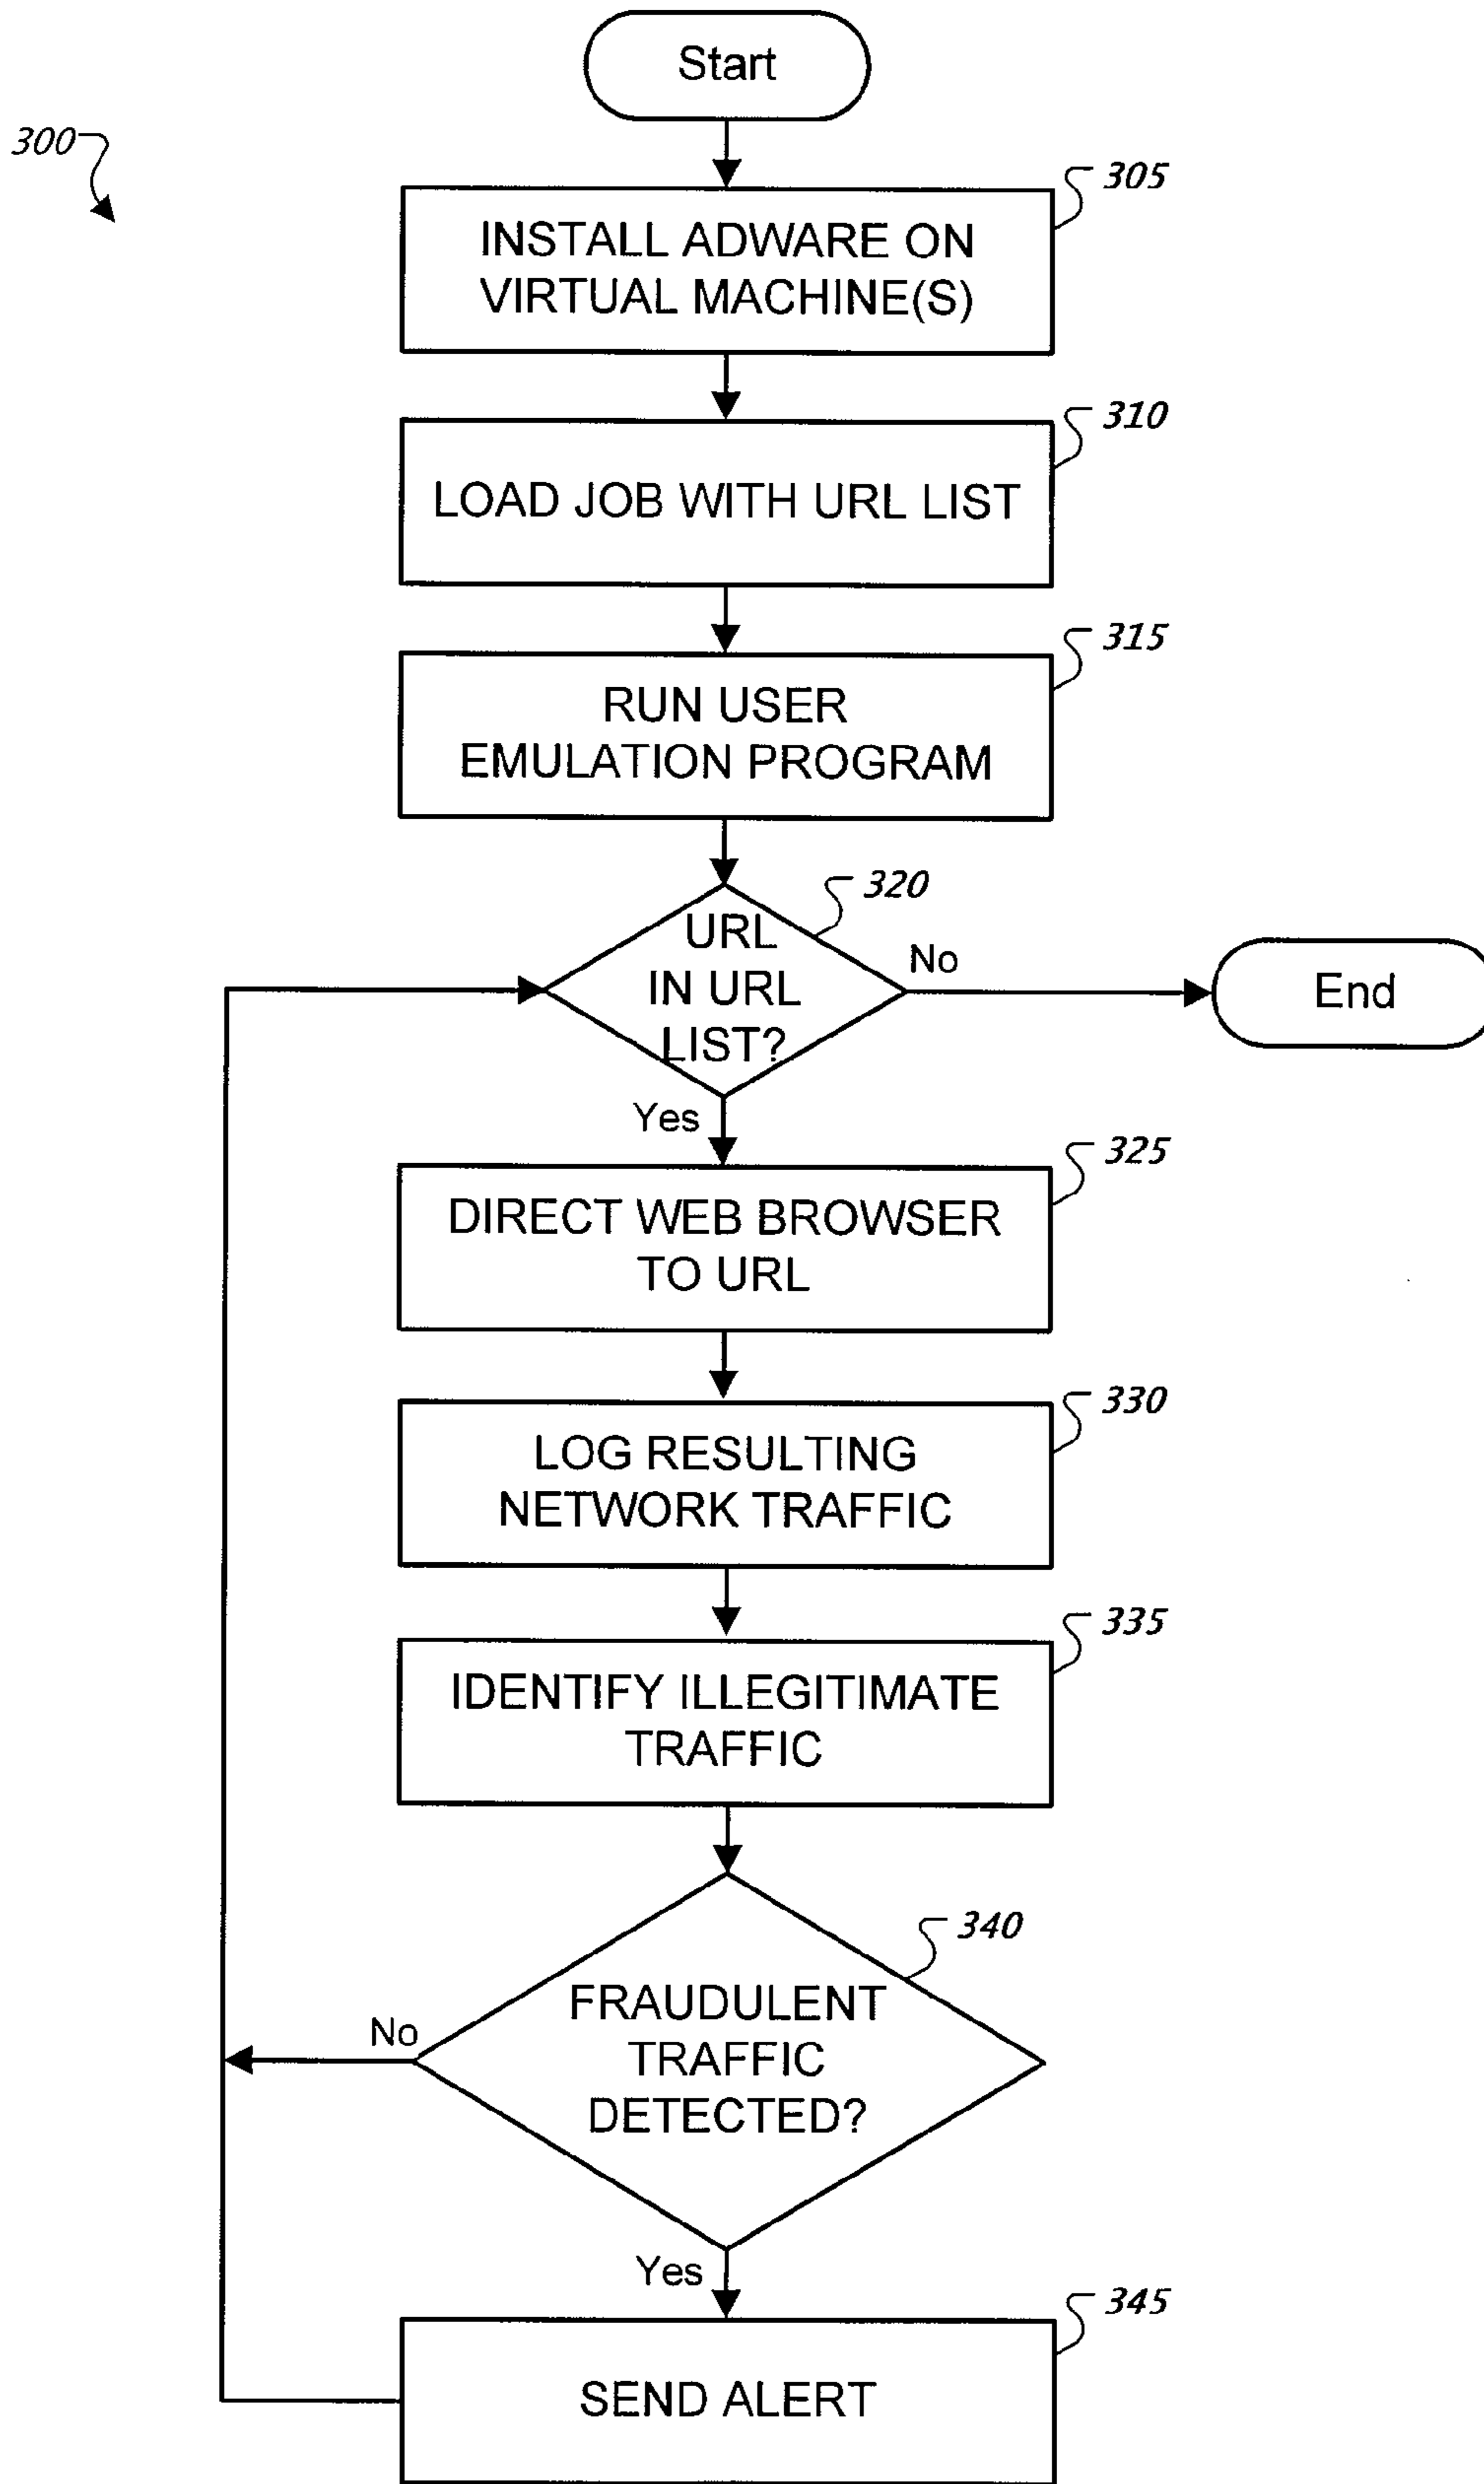 Start
300
305
INSTALL ADWARE ON
VIRTUAL MACHINE(S)
310
LOAD JOB WITH URL LIST
315
RUN USER
EMULATION PROGRAM
320
URL
IN URL
LIST?
No
End
Yes
325
DIRECT WEB BROWSER
TO URL
330
LOG RESULTING
NETWORK TRAFFIC
335
IDENTIFY ILLEGITIMATE
TRAFFIC
340
FRAUDULENT
TRAFFIC
DETECTED?
No
Yes
345
SEND ALERT